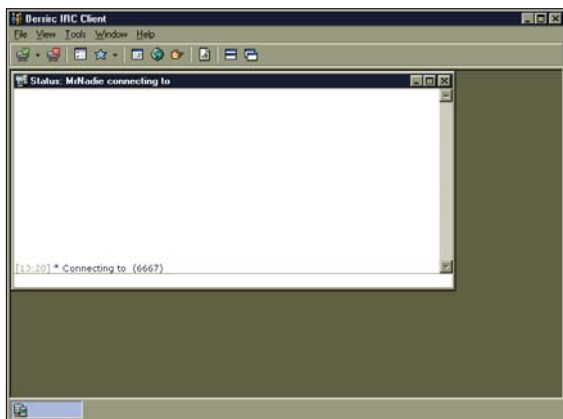 Bersirc IRC Client
File View Tools Window Help
Status: MrNadie connecting to
[13:20] * Connecting to (6667)